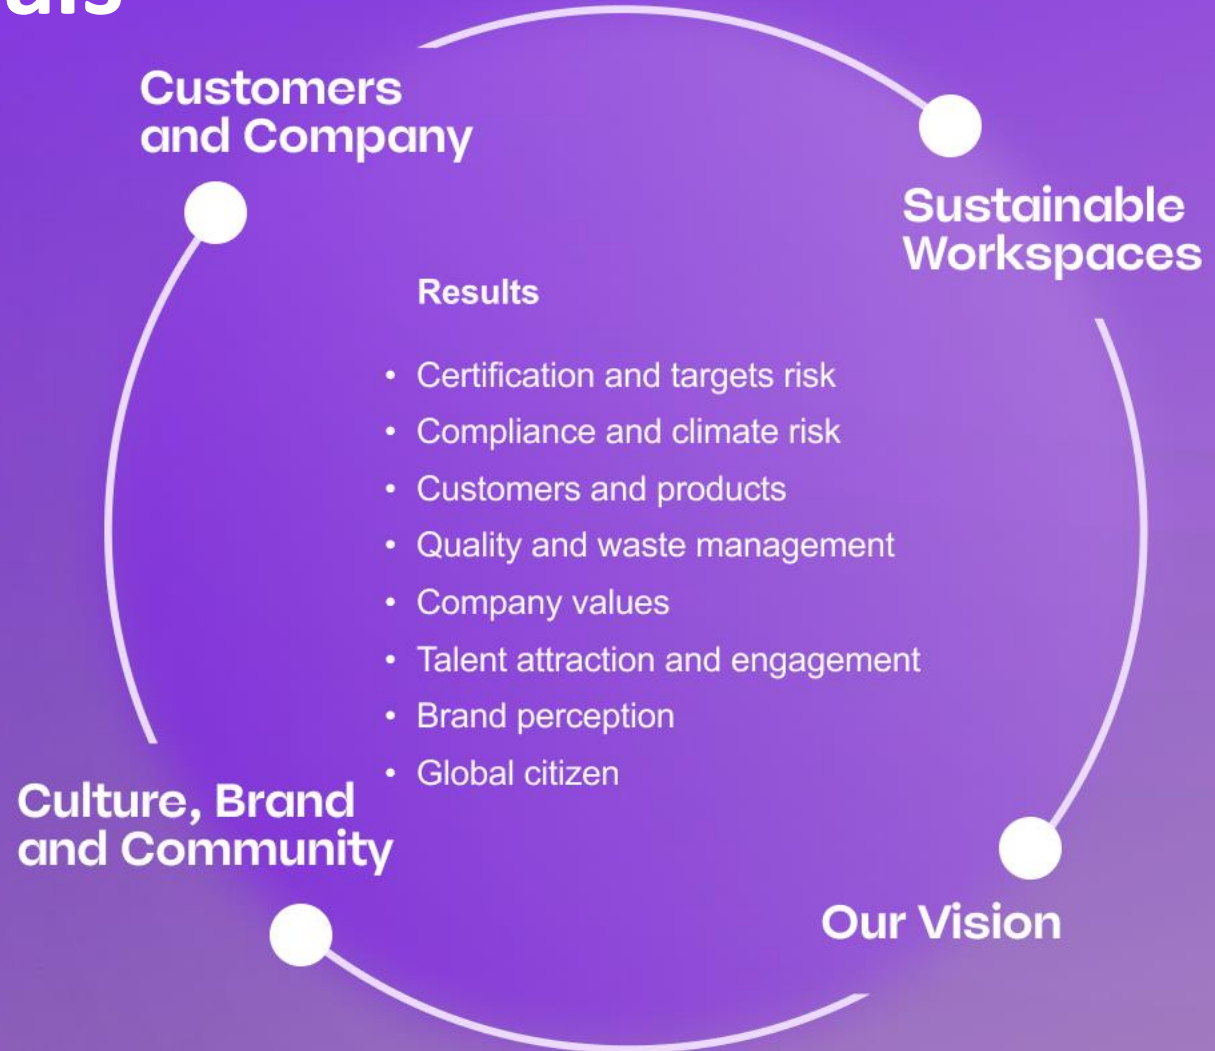 Customers
and Company
Sustainable
Workspaces
Results
• Certification and targets risk
• Compliance and climate risk
• Customers and products
• Quality and waste management
• Company values
• Talent attraction and engagement
• Brand perception
• Global citizen
Culture, Brand
and Community
Our Vision